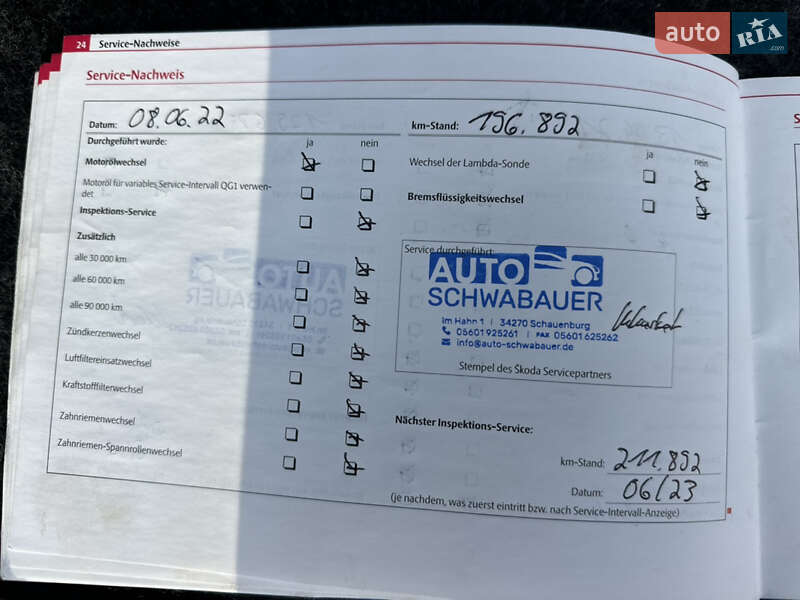 auto RIA .com
24 Service-Nachweise
Service-Nachweis
Datum: 08.06.22 km-Stand: 196.892
Durchgeführt wurde: ja nein ja nein
Motorölwechsel Wechsel der Lambda-Sonde
Motoröl für variables Service-Intervall QG1 verwen-
det
Bremsflüssigkeitswechsel
Inspektions-Service
Zusätzlich
alle 30 000 km
alle 60 000 km
alle 90 000 km
Zündkerzenwechsel
Luftfiltereinsatzwechsel
Kraftstofffilterwechsel
Zahnriemenwechsel
Zahnriemen-Spannrollenwechsel
Service durchgeführt:
AUTO
SCHWABAUER
Im Hahn 1 | 34270 Schauenburg
05601 925261 | FAX 05601 625262
info@auto-schwabauer.de
Stempel des Škoda Servicepartners
Nächster Inspektions-Service:
km-Stand: 211.892
Datum: 06/23
(je nachdem, was zuerst eintritt bzw. nach Service-Intervall-Anzeige)